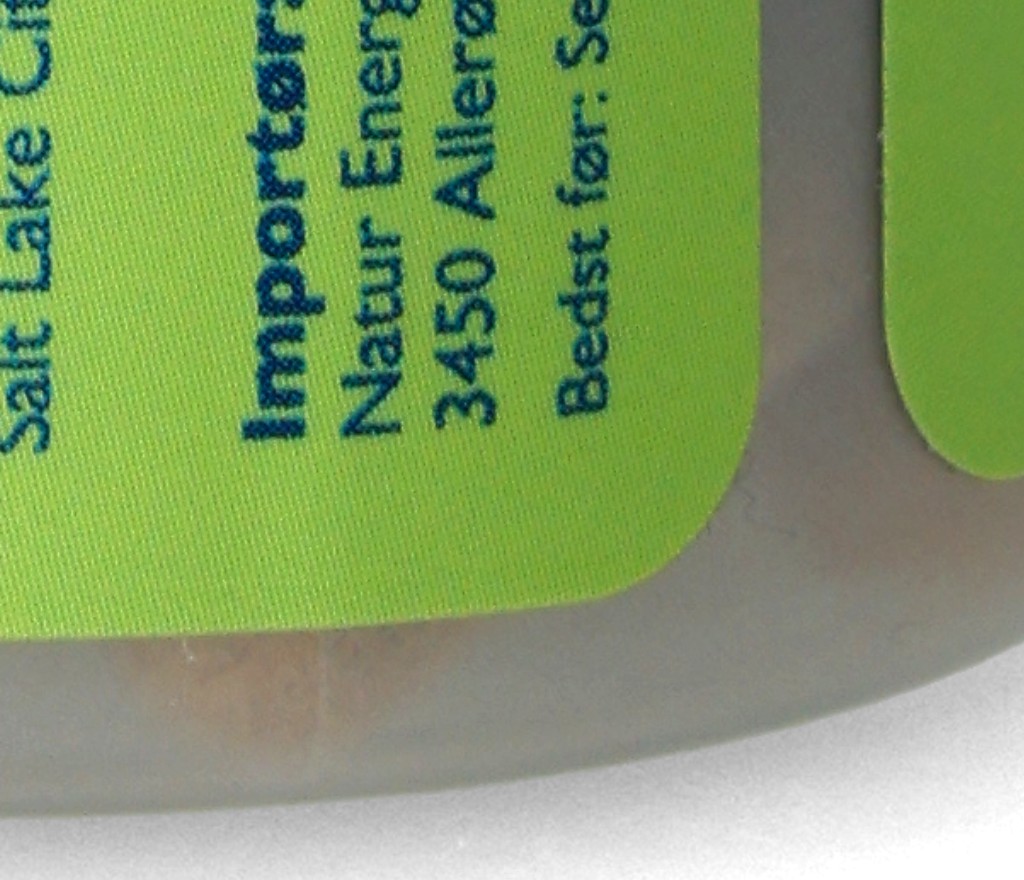 Salt Lake
Importør
Natur
3450
Bedst før: